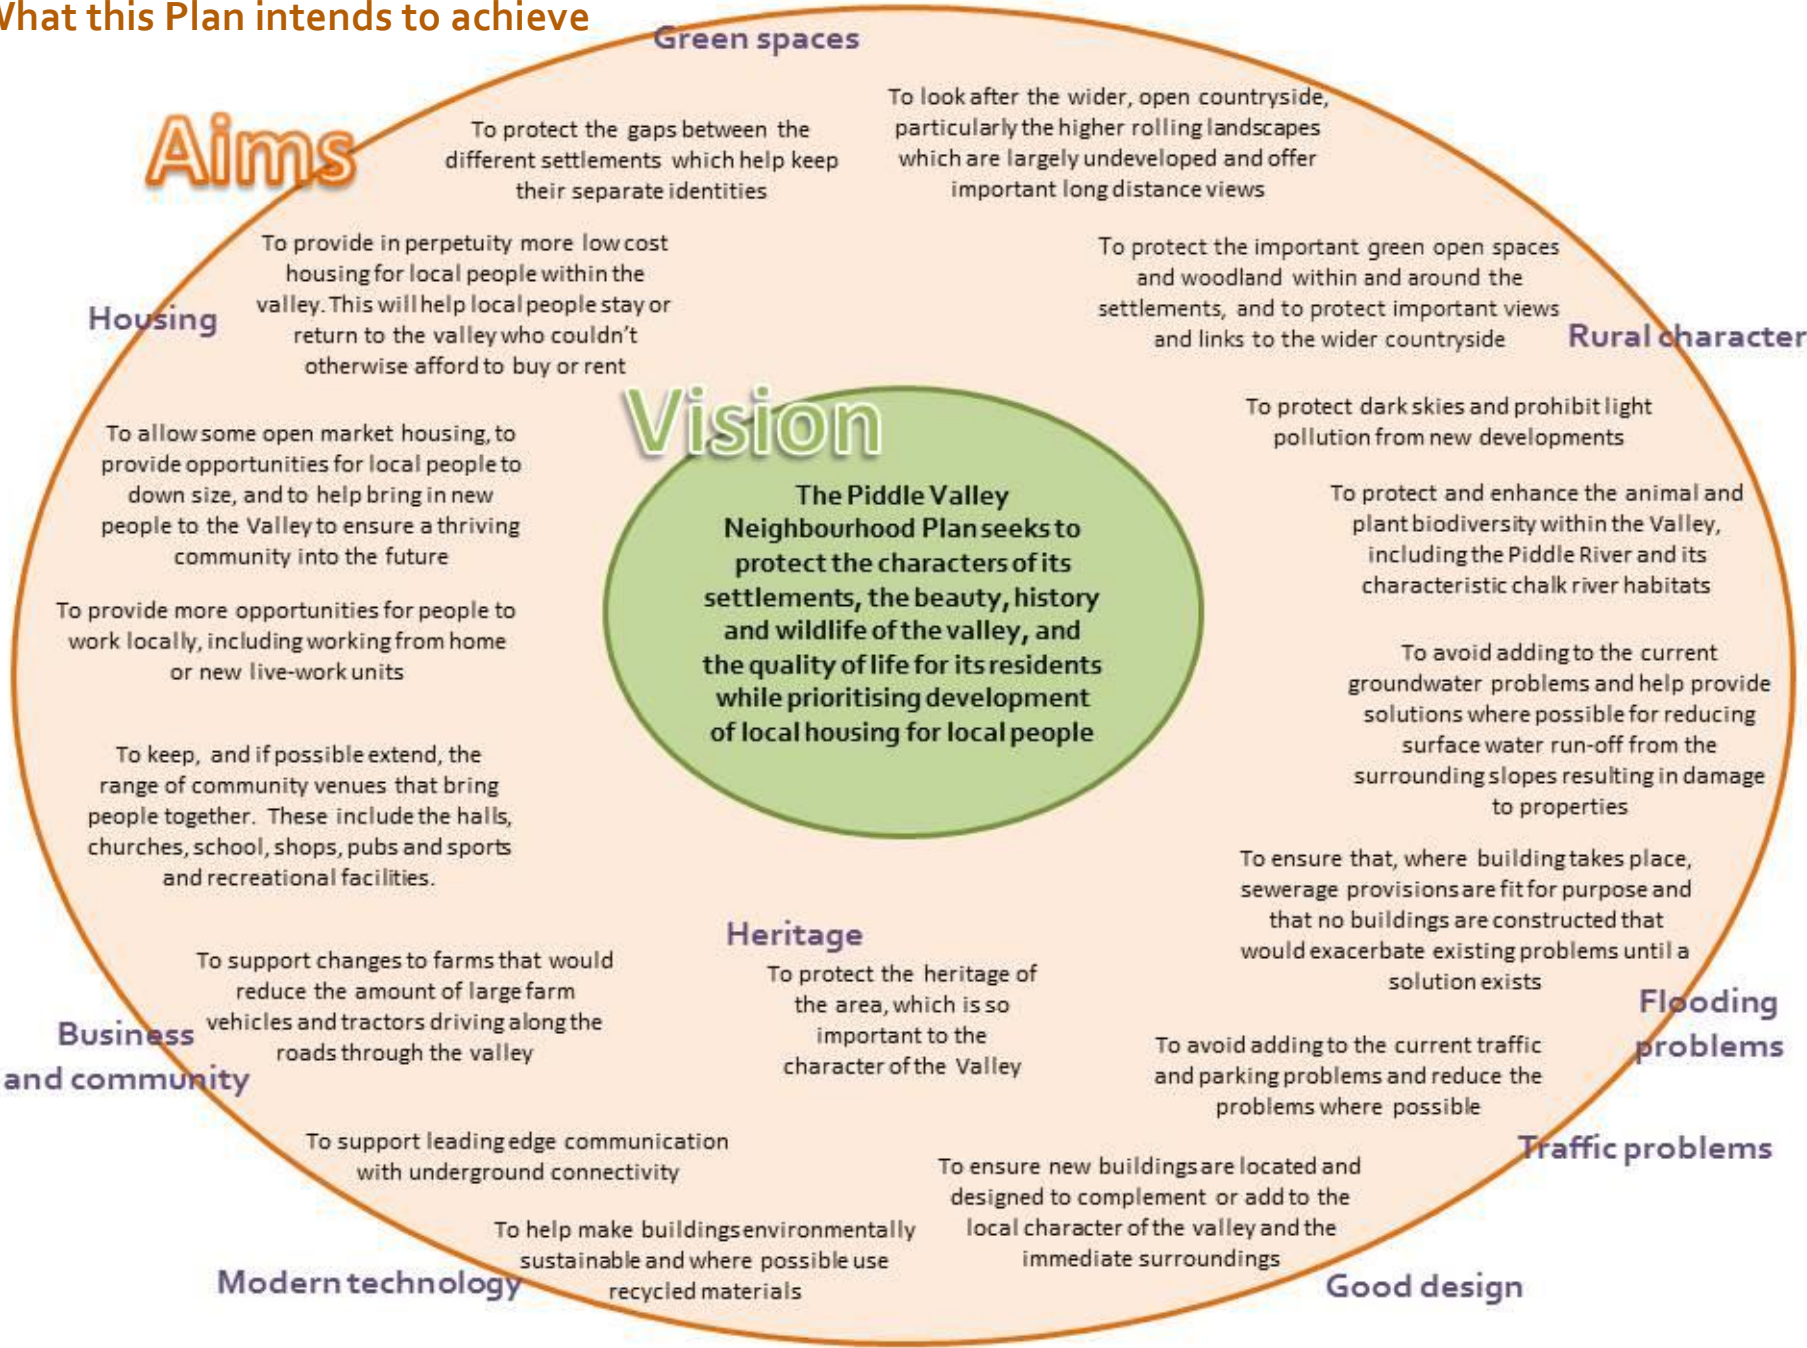 What this Plan intends to achieve
Green spaces
Aims
To protect the gaps between the
different settlements which help keep
their separate identities
To look after the wider, open countryside,
particularly the higher rolling landscapes
which are largely undeveloped and offer
important long distance views
Housing
To provide in perpetuity more low cost
housing for local people within the
valley. This will help local people stay or
return to the valley who couldn't
otherwise afford to buy or rent
To protect the important green open spaces
and woodland within and around the
settlements, and to protect important views
and links to the wider countryside
Rural character
To allow some open market housing, to
provide opportunities for local people to
down size, and to help bring in new
people to the Valley to ensure a thriving
community into the future
Vision
The Piddle Valley
Neighbourhood Plan seeks to
protect the characters of its
settlements, the beauty, history
and wildlife of the valley, and
the quality of life for its residents
while prioritising development
of local housing for local people
To protect dark skies and prohibit light
pollution from new developments
To protect and enhance the animal and
plant biodiversity within the Valley,
including the Piddle River and its
characteristic chalk river habitats
To provide more opportunities for people to
work locally, including working from home
or new live-work units
To avoid adding to the current
groundwater problems and help provide
solutions where possible for reducing
surface water run-off from the
surrounding slopes resulting in damage
to properties
To keep, and if possible extend, the
range of community venues that bring
people together. These include the halls,
churches, school, shops, pubs and sports
and recreational facilities.
To ensure that, where building takes place,
sewerage provisions are fit for purpose and
that no buildings are constructed that
would exacerbate existing problems until a
solution exists
Heritage
To protect the heritage of
the area, which is so
important to the
character of the Valley
To support changes to farms that would
reduce the amount of large farm
vehicles and tractors driving along the
roads through the valley
Business
and community
Flooding
problems
To avoid adding to the current traffic
and parking problems and reduce the
problems where possible
Traffic problems
To support leading edge communication
with underground connectivity
To ensure new buildings are located and
designed to complement or add to the
local character of the valley and the
immediate surroundings
To help make buildings environmentally
sustainable and where possible use
recycled materials
Modern technology
Good design